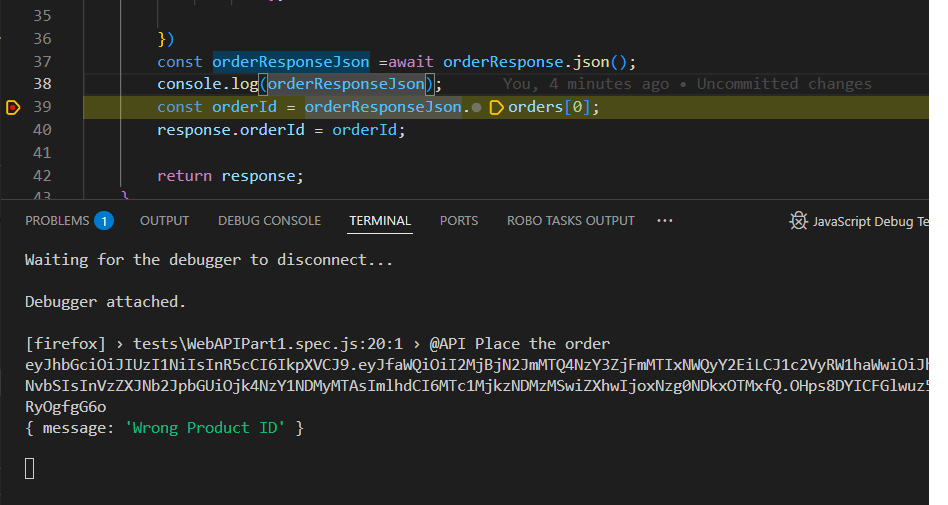 35
36 })
37 const orderResponseJson =await orderResponse.json();
38 console.log(orderResponseJson); You, 4 minutes ago • Uncommitted changes
39 const orderId = orderResponseJson. orders[0];
40 response.orderId = orderId;
41
42 return response;
43 }
PROBLEMS 1 OUTPUT DEBUG CONSOLE TERMINAL PORTS ROBO TASKS OUTPUT ··· JavaScript Debug Te
Waiting for the debugger to disconnect...
Debugger attached.
[firefox] › tests\WebAPIPart1.spec.js:20:1 › @API Place the order
eyJhbGciOiJIUzI1NiIsInR5cCI6IkpXVCJ9.eyJfaWQiOiI2MjBjN2JmMTQ4NzY3ZjFmMTIxNWQyY2EiLCJ1c2VyRW1haWwiOiJh
NvbSIsInVzZXJNb2JpbGUiOjk4NzY1NDMyMTAsImlhdCI6MTc1MjkzNDMzMSwiZXhwIjoxNzg0NDkxOTMxfQ.OHps8DYICFGlwuz5
RyOgfgG6o
{ message: 'Wrong Product ID' }